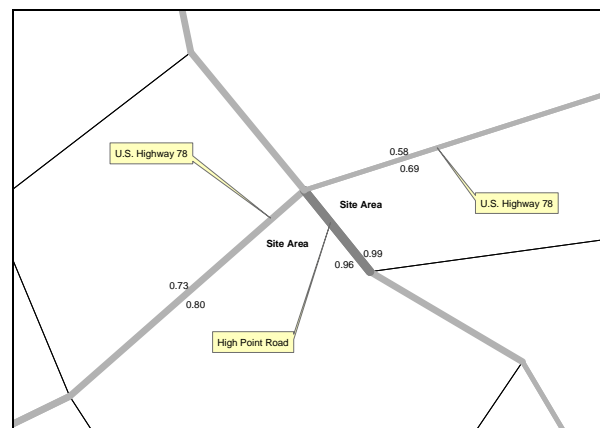 0.58
U.S. Highway 78
0.69
U.S. Highway 78
Site Area
Site Area
0.99
0.96
0.73
0.80
High Point Road